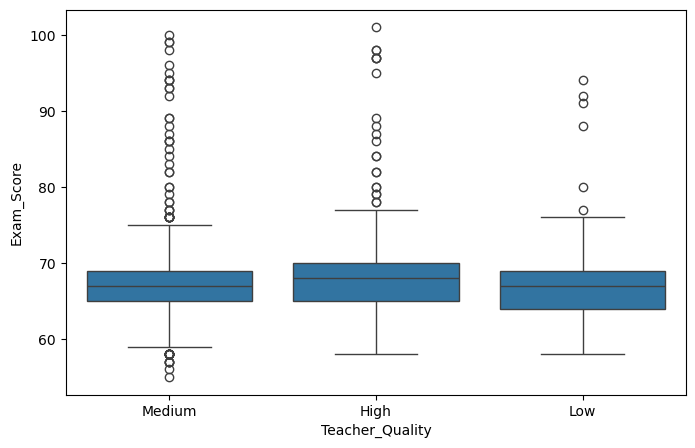 100
90
80
70
60
Exam_Score
Medium
High
Low
Teacher_Quality